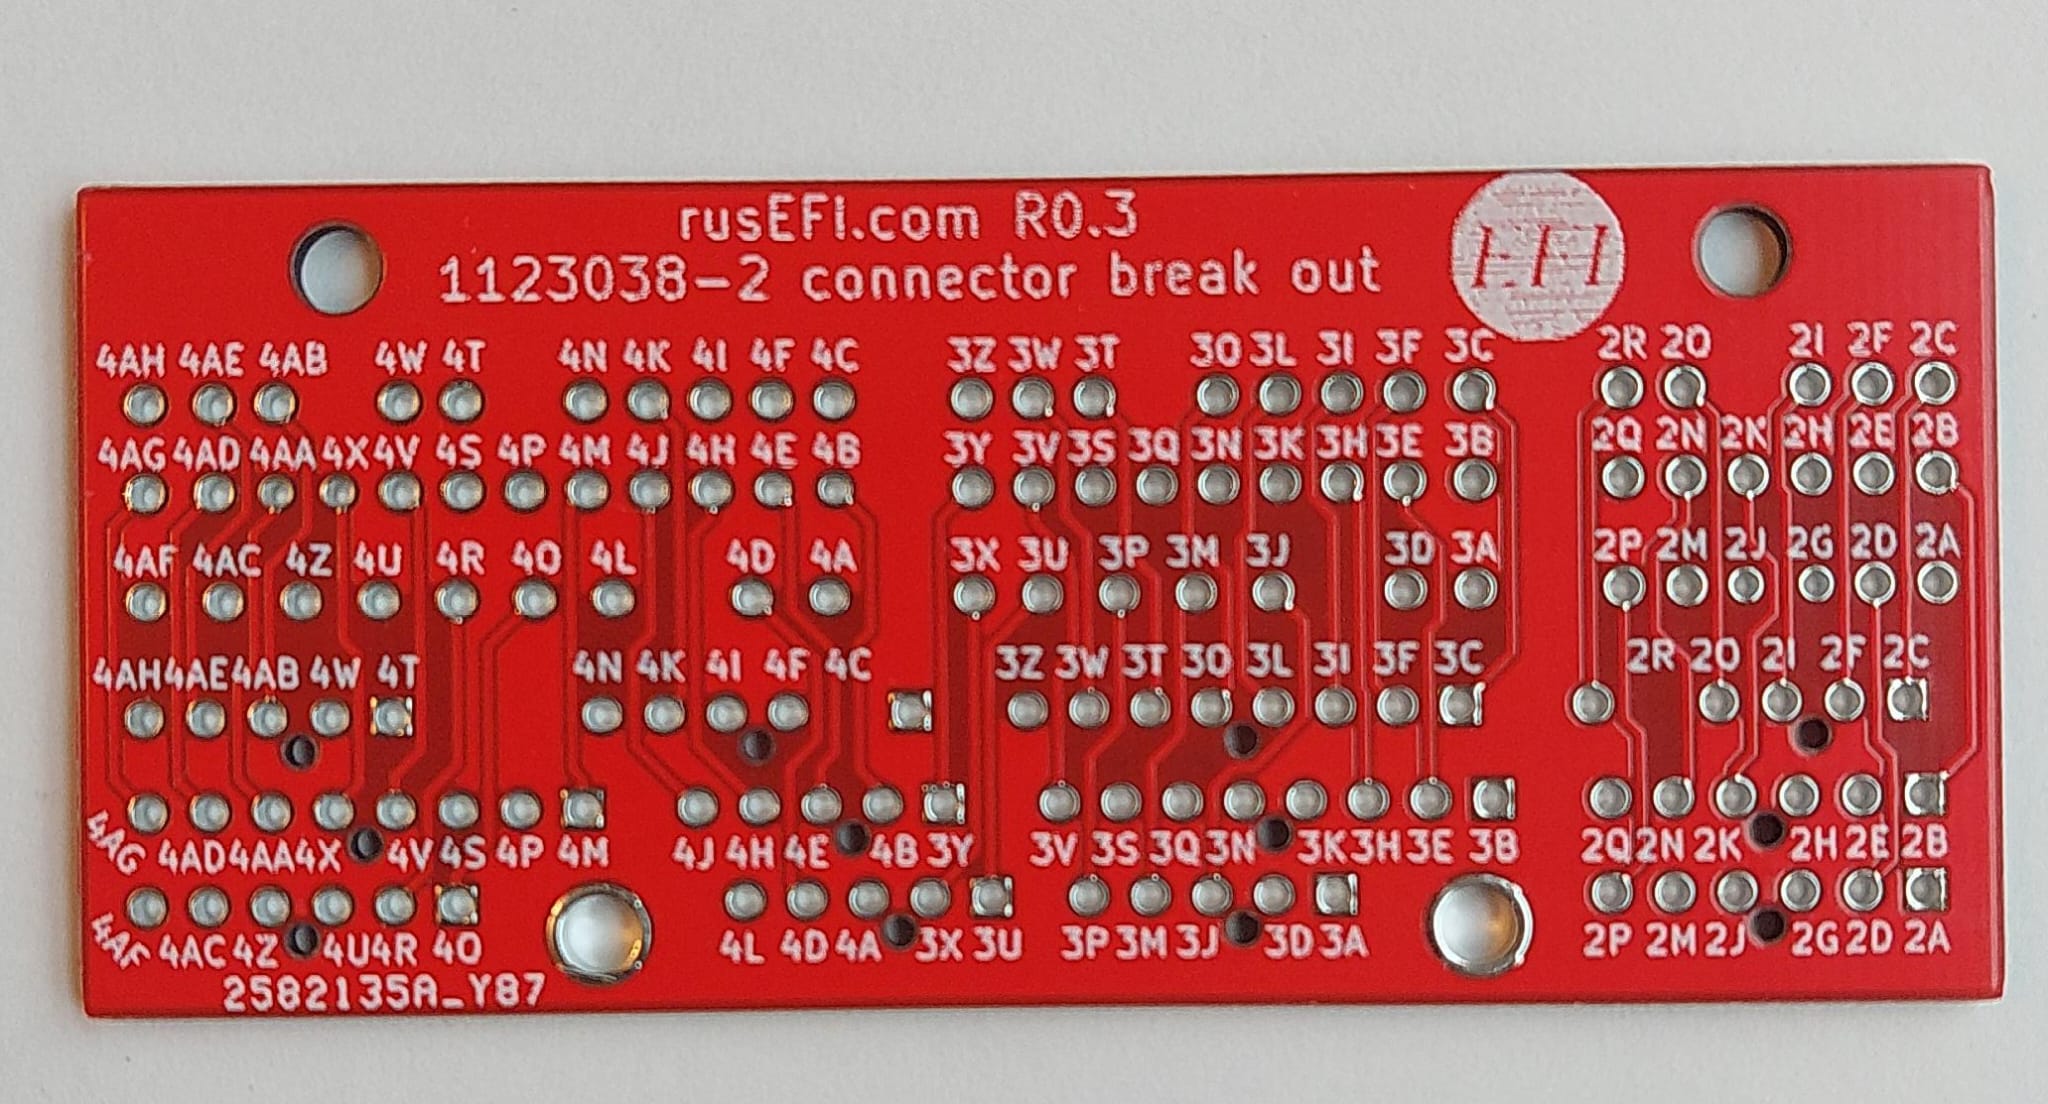 rusEFI.com R0.3
1123038-2 connector break out
EFI
4AH 4AE 4AB 4W 4T 4N 4K 4I 4F 4C 3Z 3W 3T 3O 3L 3I 3F 3C 2R 2O 2I 2F 2C
4AG 4AD 4AA 4X 4V 4S 4P 4M 4J 4H 4E 4B 3Y 3V 3S 3Q 3N 3K 3H 3E 3B 2Q 2N 2K 2H 2E 2B
4AF 4AC 4Z 4U 4R 4O 4L 4D 4A 3X 3U 3P 3M 3J 3D 3A 2P 2M 2J 2G 2D 2A
4AH 4AE 4AB 4W 4T 4N 4K 4I 4F 4C 3Z 3W 3T 3O 3L 3I 3F 3C 2R 2O 2I 2F 2C
4AG 4AD 4AA 4X 4V 4S 4P 4M 4J 4H 4E 4B 3Y 3V 3S 3Q 3N 3K 3H 3E 3B 2Q 2N 2K 2H 2E 2B
4AF 4AC 4Z 4U 4R 4O 4L 4D 4A 3X 3U 3P 3M 3J 3D 3A 2P 2M 2J 2G 2D 2A
2582135A_Y87